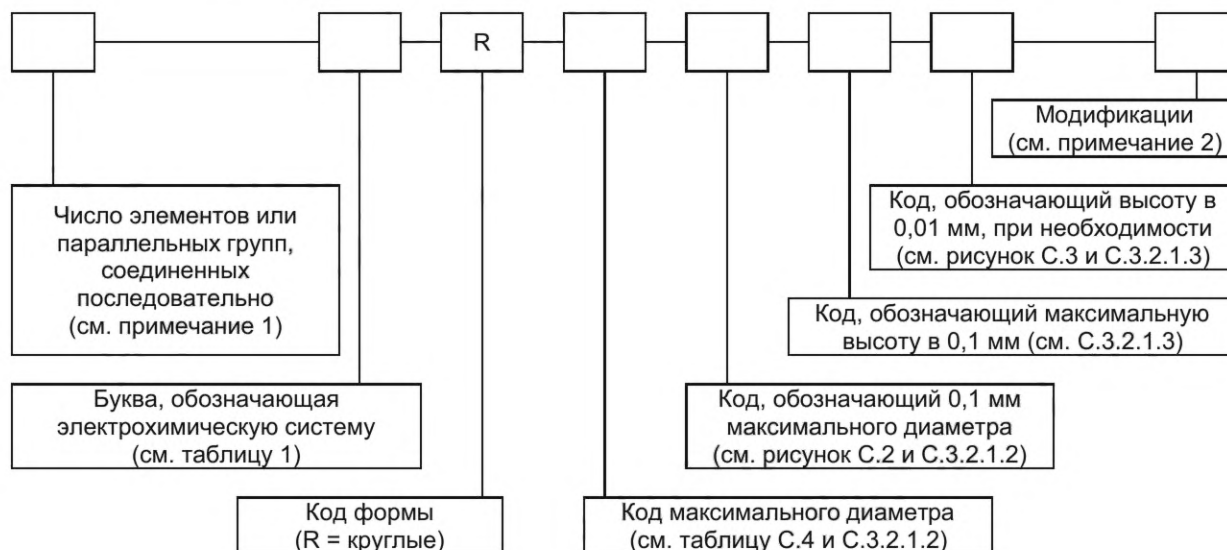 R
Модификации
(см. примечание 2)
Число элементов или
параллельных групп,
соединенных
последовательно
(см. примечание 1)
Код, обозначающий высоту в
0,01 мм, при необходимости
(см. рисунок С.3 и С.3.2.1.3)
Код, обозначающий максимальную
высоту в 0,1 мм (см. С.3.2.1.3)
Буква, обозначающая
электрохимическую систему
(см. таблицу 1)
Код, обозначающий 0,1 мм
максимального диаметра
(см. рисунок С.2 и С.3.2.1.2)
Код формы
(R = круглые)
Код максимального диаметра
(см. таблицу С.4 и С.3.2.1.2)